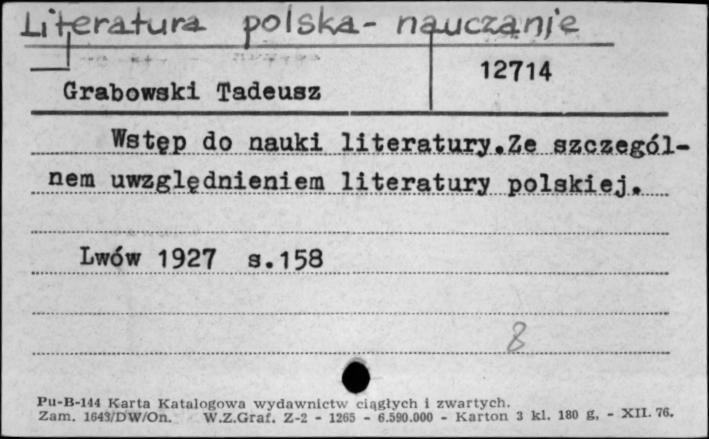 Literatura polska - nauczanie
12714
Grabowski Tadeusz
Wstęp do nauki literatury.Ze szczegól-
nem uwzględnieniem literatury polskiej.
Lwów 1927 s.158
8
Pu-B-144 Karta Katalogowa wydawnictw ciągłych i zwartych.
Zam. 1643/DW/On. W.Z.Graf. Z-2 - 1265 - 6.590.000 - Karton 3 kl. 180 g. - XII. 76.